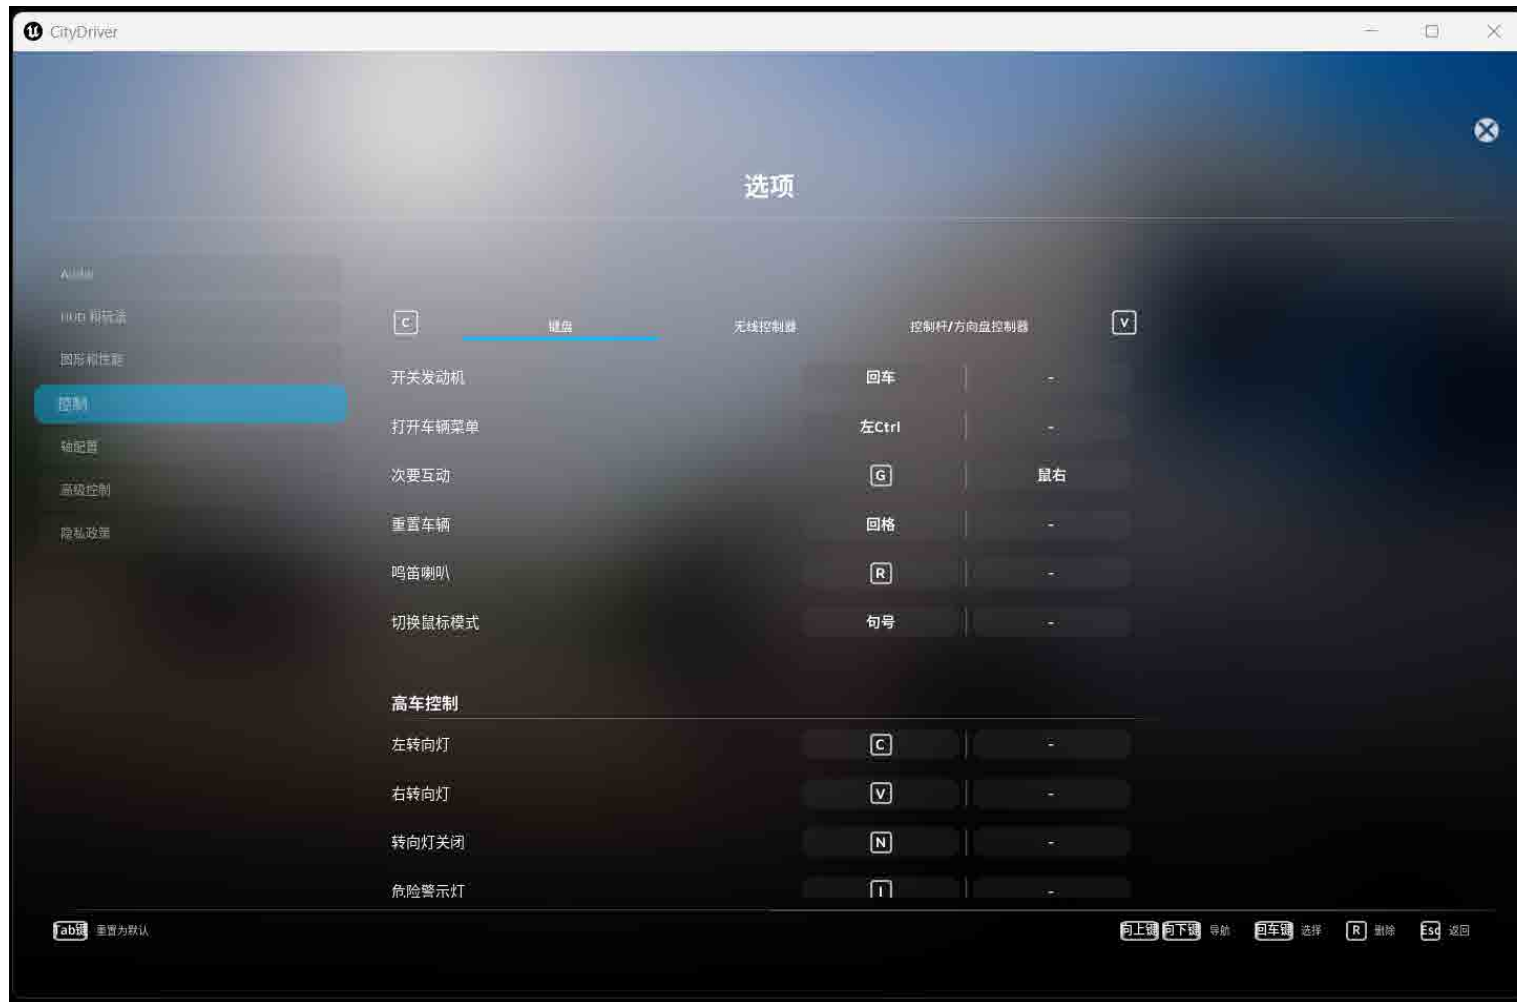 CityDriver
选项
Audio
HUD 和玩法
图形和性能
控制
轴配置
高级控制
隐私政策
C 键盘 无线控制器 控制杆/方向盘控制器 V
开关发动机 回车 -
打开车辆菜单 左Ctrl -
次要互动 G 鼠右
重置车辆 回格 -
鸣笛喇叭 R -
切换鼠标模式 句号 -
高车控制
左转向灯 C -
右转向灯 V -
转向灯关闭 N -
危险警示灯 I -
Tab键 重置为默认 向上键 向下键 导航 回车键 选择 R 删除 Esc 返回